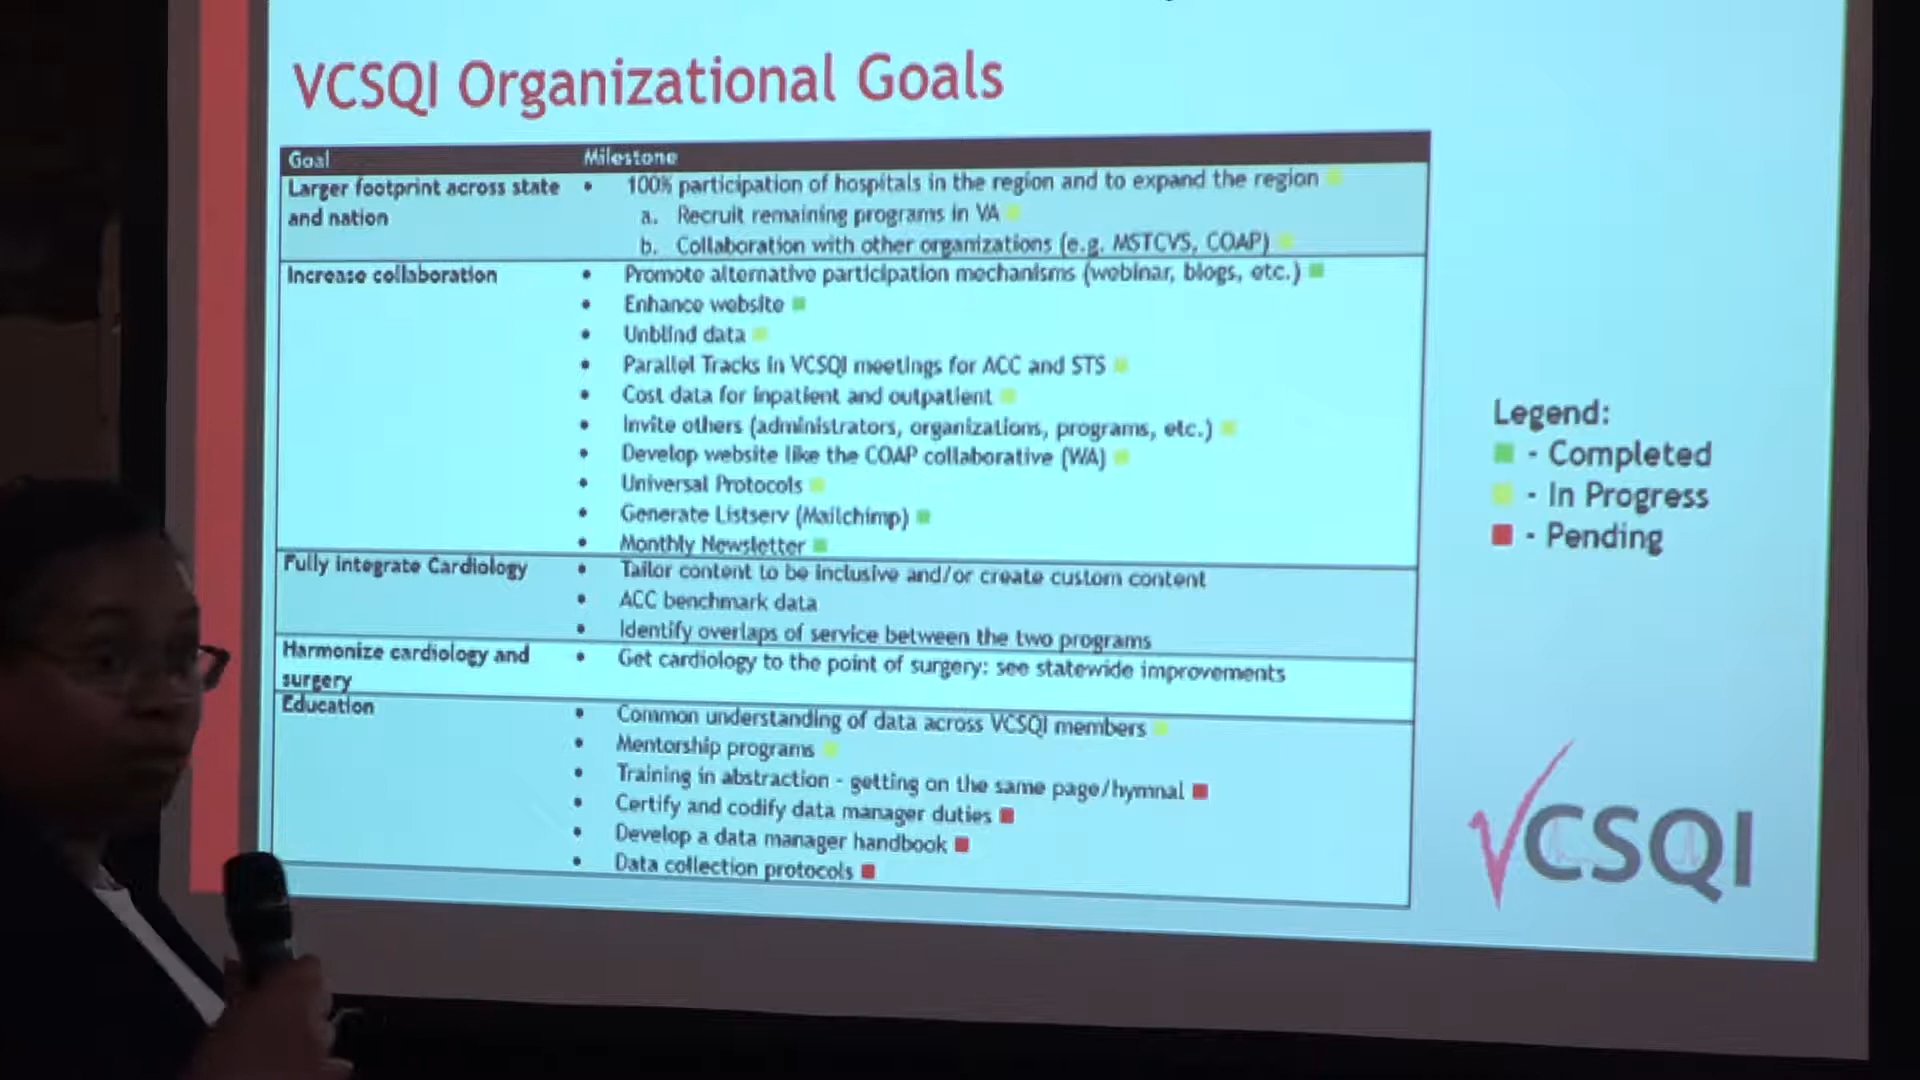 VCSQI Organizational Goals
Goal Milestone
Larger footprint across state and nation
• 100% participation of hospitals in the region and to expand the region
a. Recruit remaining programs in VA
b. Collaboration with other organizations (e.g. MSTCVS, COAP)
Increase collaboration
• Promote alternative participation mechanisms (webinar, blogs, etc.)
• Enhance website
• Unblind data
• Parallel Tracks in VCSQI meetings for ACC and STS
• Cost data for inpatient and outpatient
• Invite others (administrators, organizations, programs, etc.)
• Develop website like the COAP collaborative (WA)
• Universal Protocols
• Generate Listserv (Mailchimp)
• Monthly Newsletter
Fully integrate Cardiology
• Tailor content to be inclusive and/or create custom content
• ACC benchmark data
• Identify overlaps of service between the two programs
Harmonize cardiology and surgery
• Get cardiology to the point of surgery: see statewide improvements
Education
• Common understanding of data across VCSQI members
• Mentorship programs
• Training in abstraction - getting on the same page/hymnal
• Certify and codify data manager duties
• Develop a data manager handbook
• Data collection protocols
Legend:
- Completed
- In Progress
- Pending
VCSQI